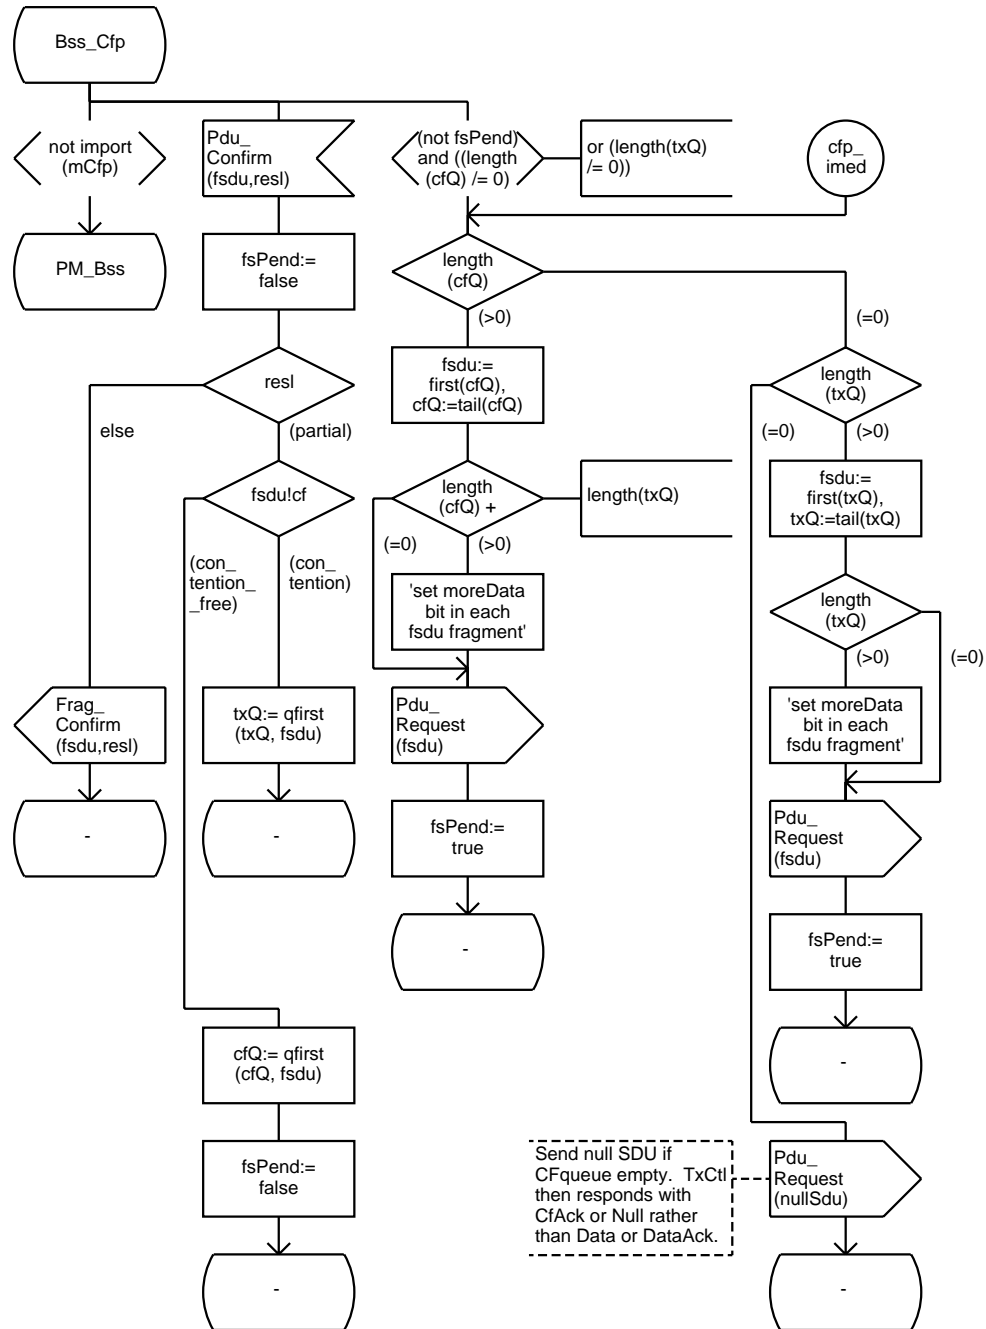 Bss_Cfp
not import
(mCfp)
PM_Bss
Pdu_
Confirm
(fsdu,resl)
fsPend:=
false
resl
else
(partial)
fsdu!cf
(con_
tention_
_free)
(con_
tention)
Frag_
Confirm
(fsdu,resl)
-
txQ:= qfirst
(txQ, fsdu)
-
cfQ:= qfirst
(cfQ, fsdu)
fsPend:=
false
-
(not fsPend)
and ((length
(cfQ) /= 0)
or (length(txQ)
/= 0))
cfp_
imed
length
(cfQ)
(>0)
(=0)
fsdu:=
first(cfQ),
cfQ:=tail(cfQ)
length
(cfQ) +
length(txQ)
(=0)
(>0)
'set moreData
bit in each
fsdu fragment'
Pdu_
Request
(fsdu)
fsPend:=
true
-
length
(txQ)
(=0)
(>0)
fsdu:=
first(txQ),
txQ:=tail(txQ)
length
(txQ)
(>0)
(=0)
'set moreData
bit in each
fsdu fragment'
Pdu_
Request
(fsdu)
fsPend:=
true
-
Send null SDU if
CFqueue empty.  TxCtl
then responds with
CfAck or Null rather
than Data or DataAck.
Pdu_
Request
(nullSdu)
-